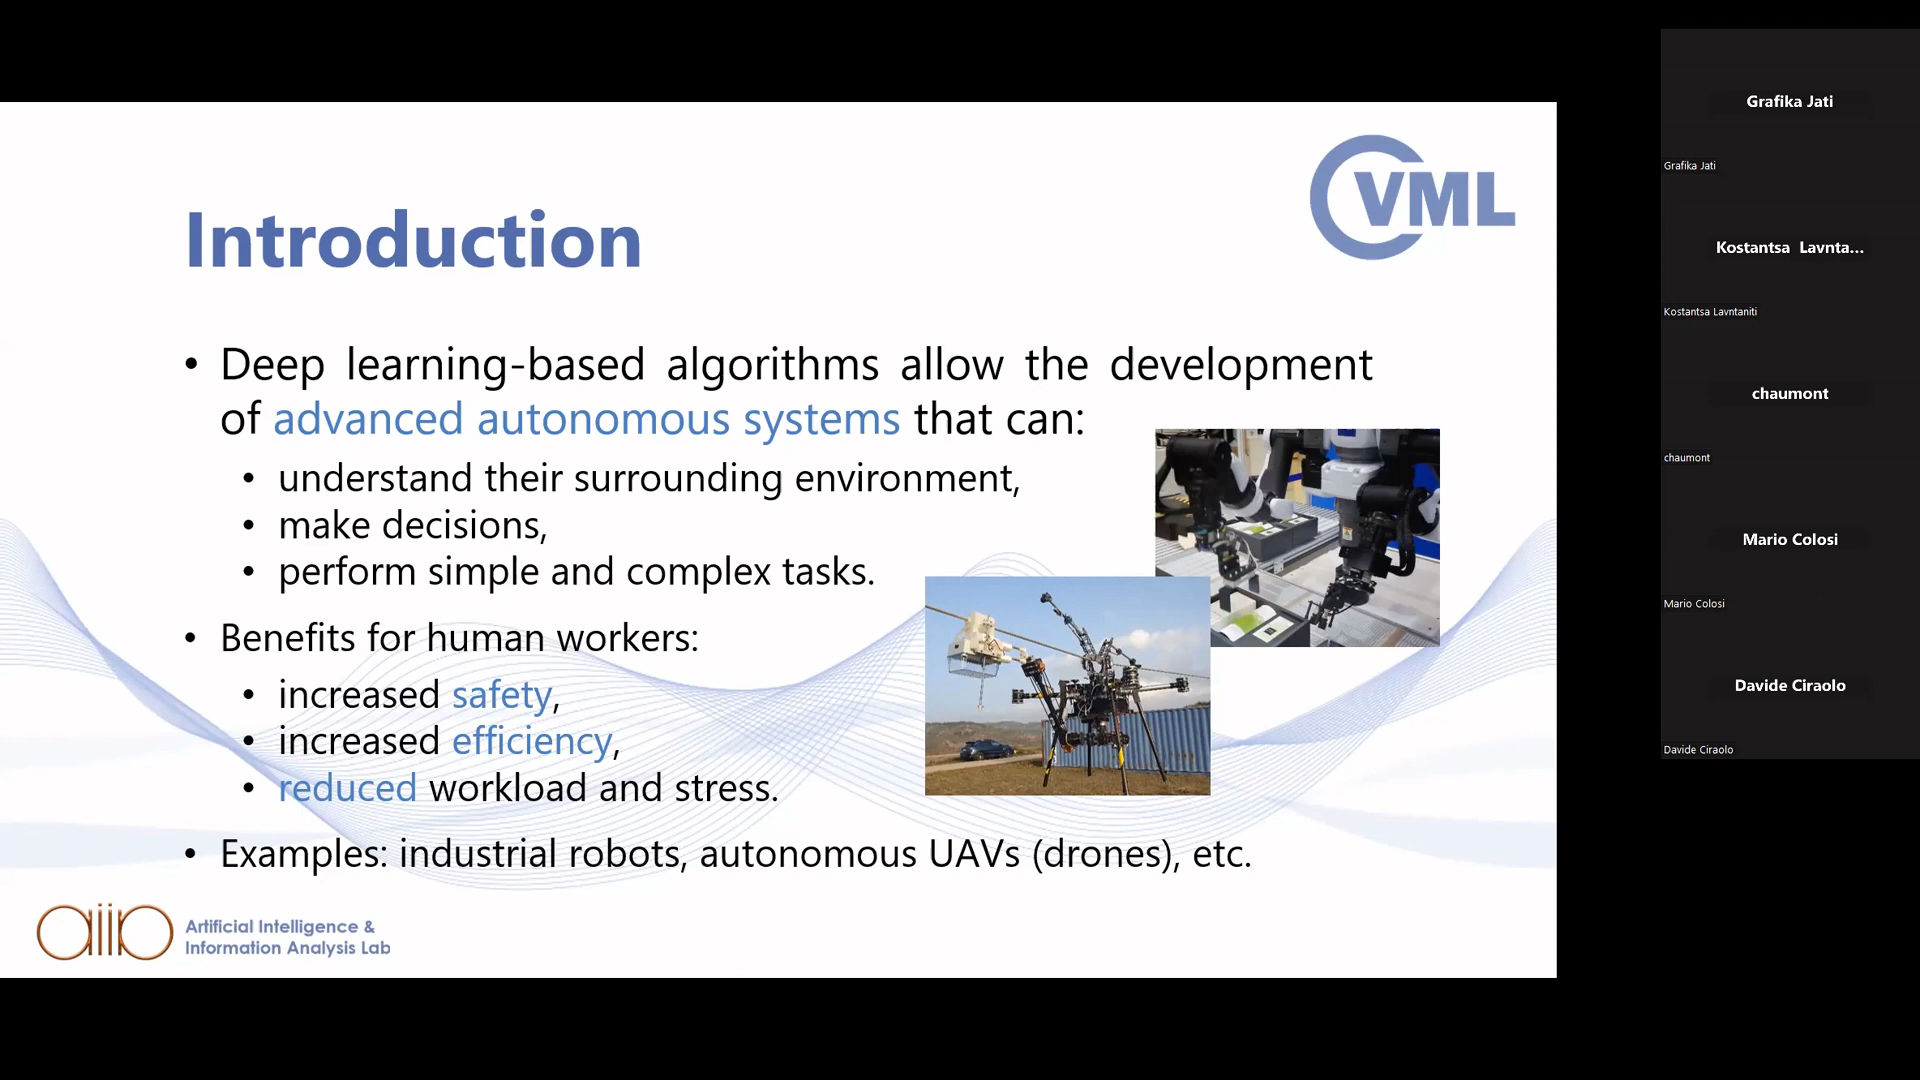 CVML
Introduction
• Deep learning-based algorithms allow the development
of advanced autonomous systems that can:
• understand their surrounding environment,
• make decisions,
• perform simple and complex tasks.
• Benefits for human workers:
• increased safety,
• increased efficiency,
• reduced workload and stress.
• Examples: industrial robots, autonomous UAVs (drones), etc.
aiia Artificial Intelligence &
Information Analysis Lab
Grafika Jati
Grafika Jati
Kostantsa Lavnta...
Kostantsa Lavntaniti
chaumont
chaumont
Mario Colosi
Mario Colosi
Davide Ciraolo
Davide Ciraolo